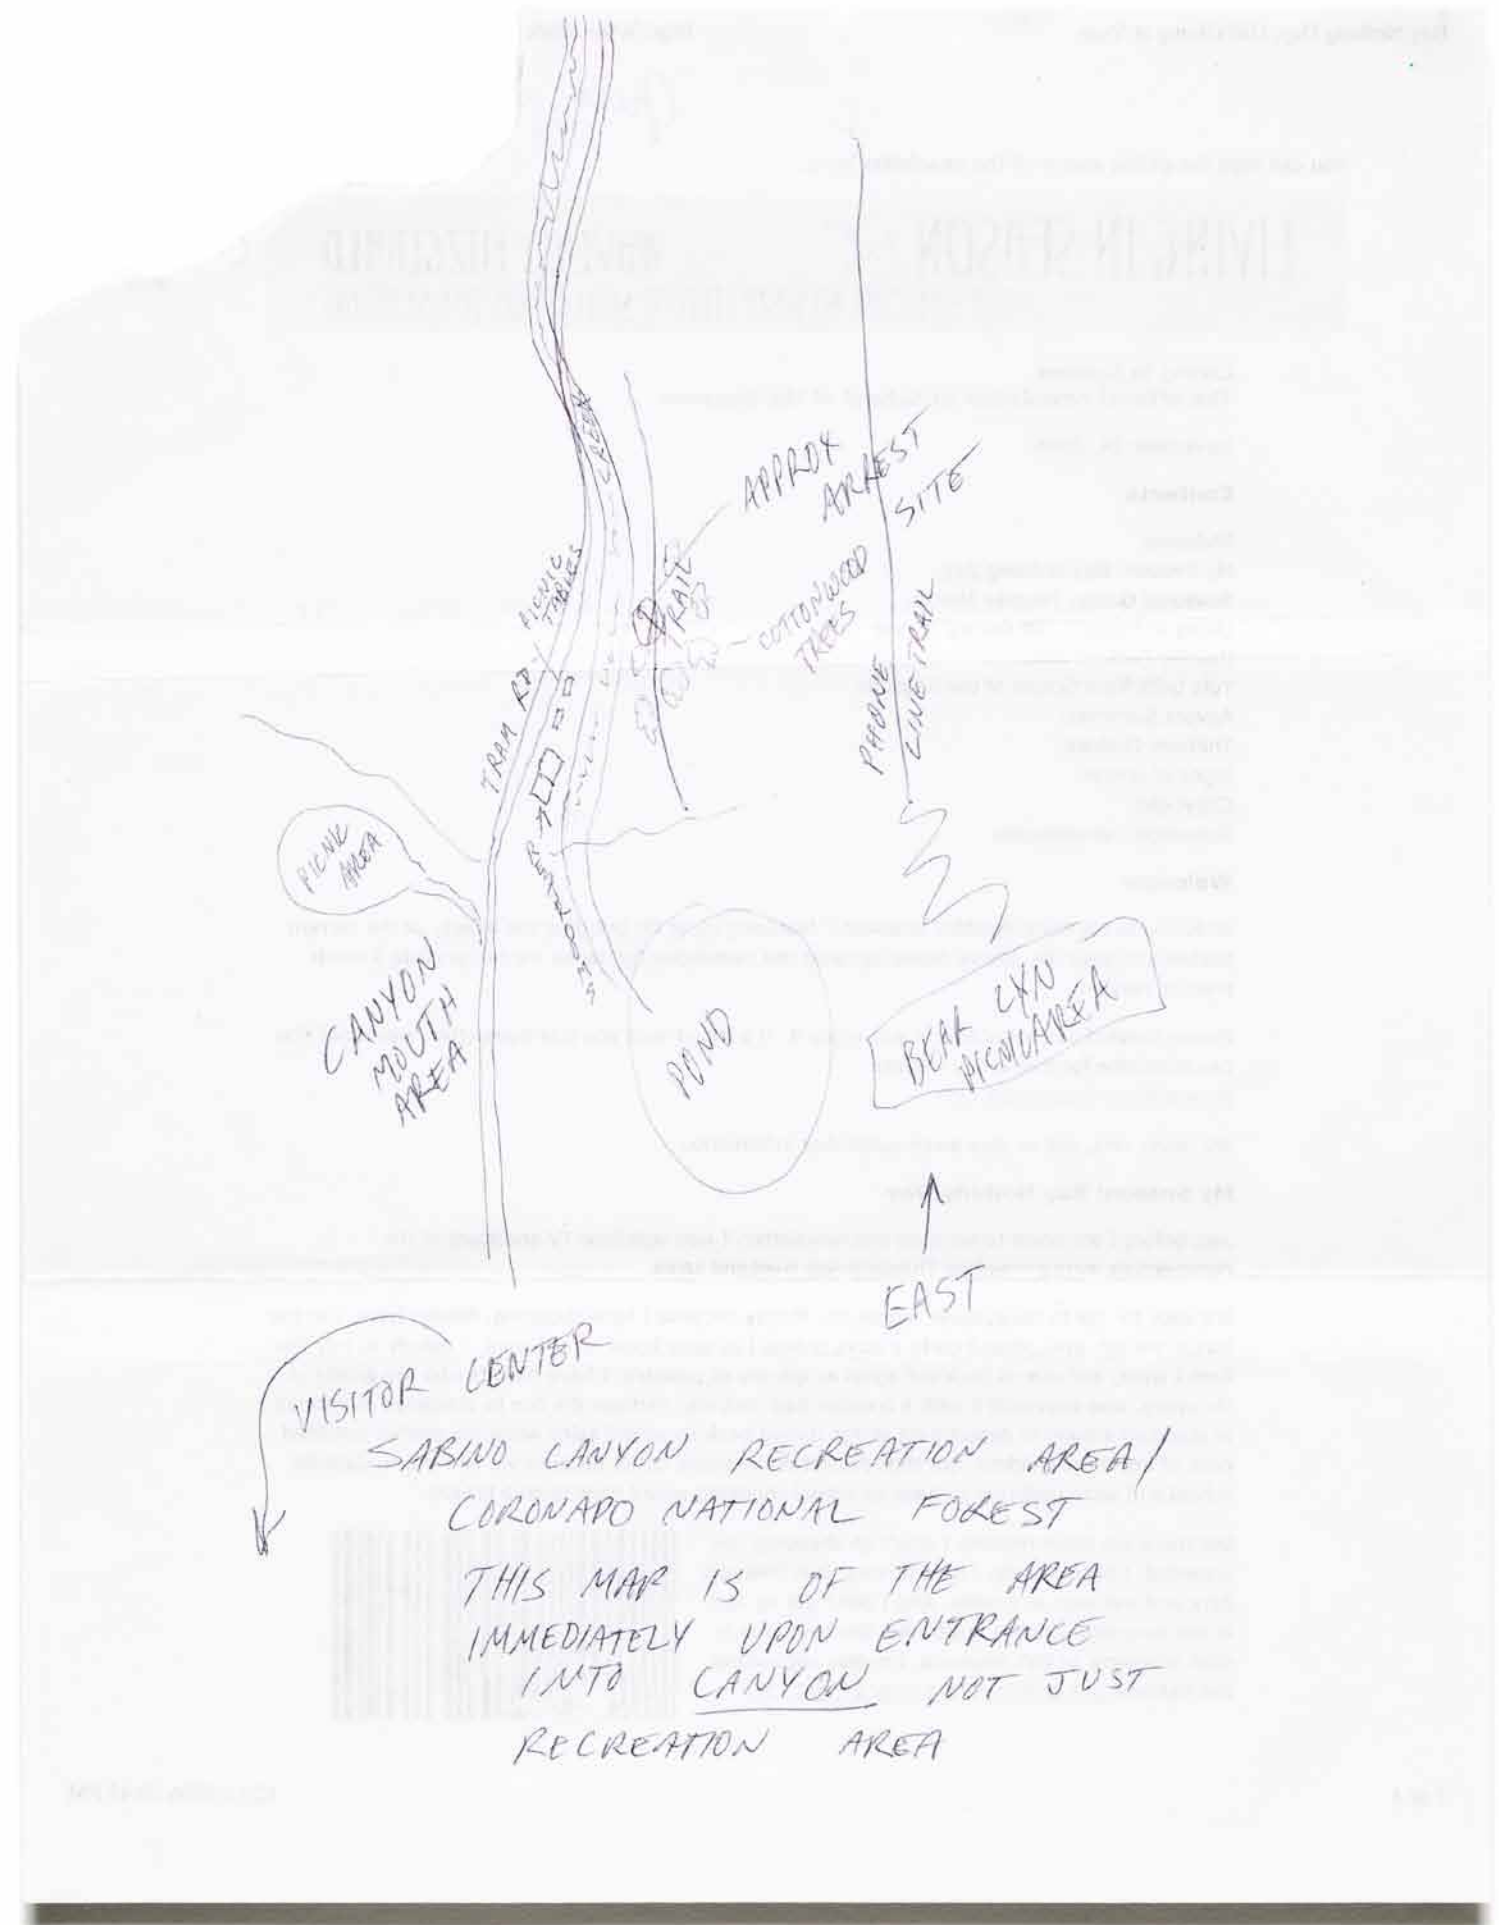 CREEK
APPROX
ARREST
SITE
PICNIC
TABLES
TRAIL
COTTONWOOD
TREES
TRAM RD
PHONE
LINE TRAIL
PICNIC
AREA
CANYON
MOUTH
AREA
POND
BEAR CYN
PICNIC AREA
EAST
VISITOR CENTER
SABINO CANYON RECREATION AREA/
CORONADO NATIONAL FOREST
THIS MAP IS OF THE AREA
IMMEDIATELY UPON ENTRANCE
INTO CANYON NOT JUST
RECREATION AREA